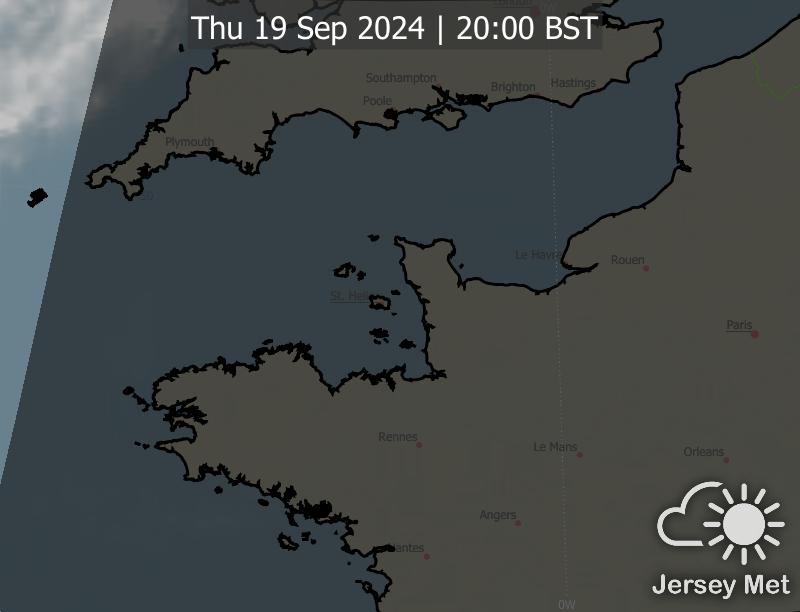 London
Thu 19 Sep 2024 | 20:00 BST
Southampton
Brighton
Hastings
Poole
Plymouth
Le Havre
Rouen
St. Helier
Paris
Rennes
Le Mans
Orleans
Angers
Nantes
Jersey Met
0W